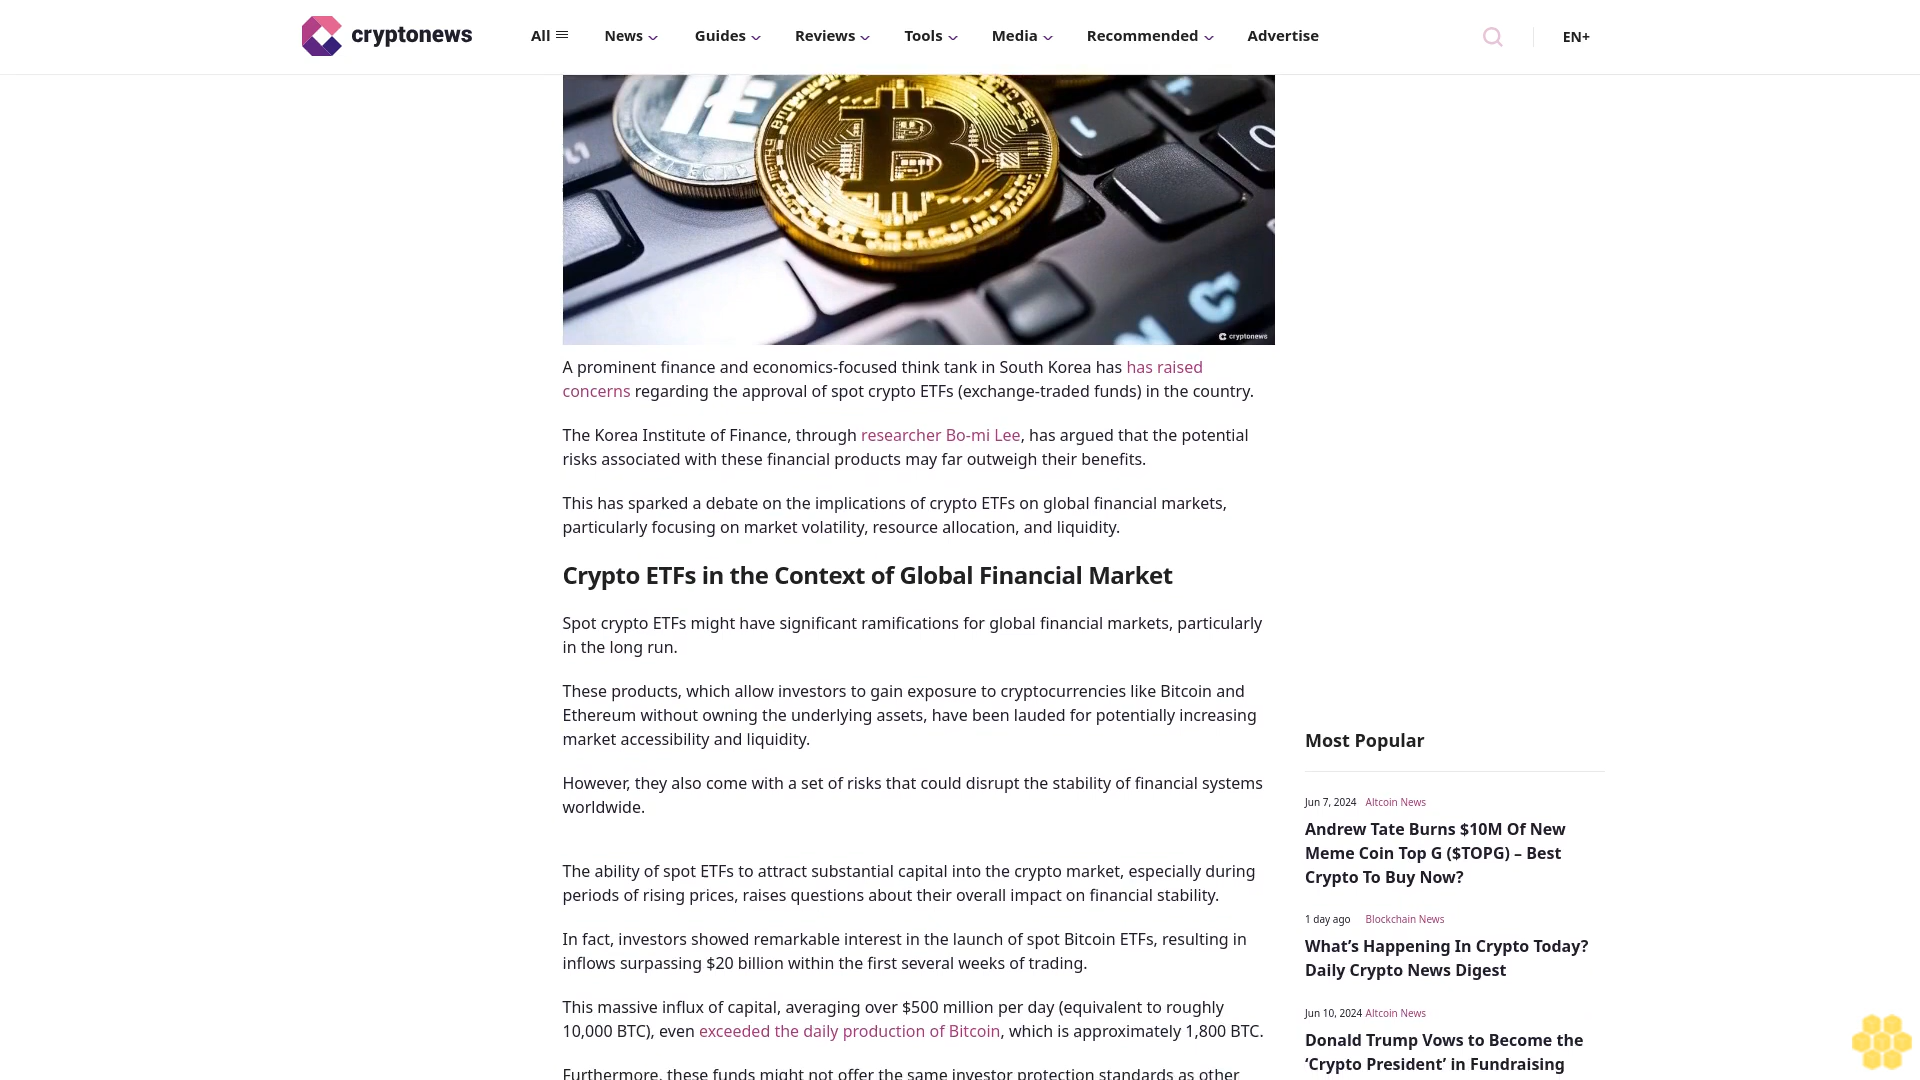 cryptonews
All
News
Guides
Reviews
Tools
Media
Recommended
Advertise
EN+
cryptonews
A prominent finance and economics-focused think tank in South Korea has has raised
concerns regarding the approval of spot crypto ETFs (exchange-traded funds) in the country.
The Korea Institute of Finance, through researcher Bo-mi Lee, has argued that the potential
risks associated with these financial products may far outweigh their benefits.
This has sparked a debate on the implications of crypto ETFs on global financial markets,
particularly focusing on market volatility, resource allocation, and liquidity.
Crypto ETFs in the Context of Global Financial Market
Spot crypto ETFs might have significant ramifications for global financial markets, particularly
in the long run.
These products, which allow investors to gain exposure to cryptocurrencies like Bitcoin and
Ethereum without owning the underlying assets, have been lauded for potentially increasing
market accessibility and liquidity.
However, they also come with a set of risks that could disrupt the stability of financial systems
worldwide.
The ability of spot ETFs to attract substantial capital into the crypto market, especially during
periods of rising prices, raises questions about their overall impact on financial stability.
In fact, investors showed remarkable interest in the launch of spot Bitcoin ETFs, resulting in
inflows surpassing $20 billion within the first several weeks of trading.
This massive influx of capital, averaging over $500 million per day (equivalent to roughly
10,000 BTC), even exceeded the daily production of Bitcoin, which is approximately 1,800 BTC.
Furthermore, these funds might not offer the same investor protection standards as other
Most Popular
Jun 7, 2024 Altcoin News
Andrew Tate Burns $10M Of New
Meme Coin Top G ($TOPG) – Best
Crypto To Buy Now?
1 day ago Blockchain News
What’s Happening In Crypto Today?
Daily Crypto News Digest
Jun 10, 2024 Altcoin News
Donald Trump Vows to Become the
‘Crypto President’ in Fundraising